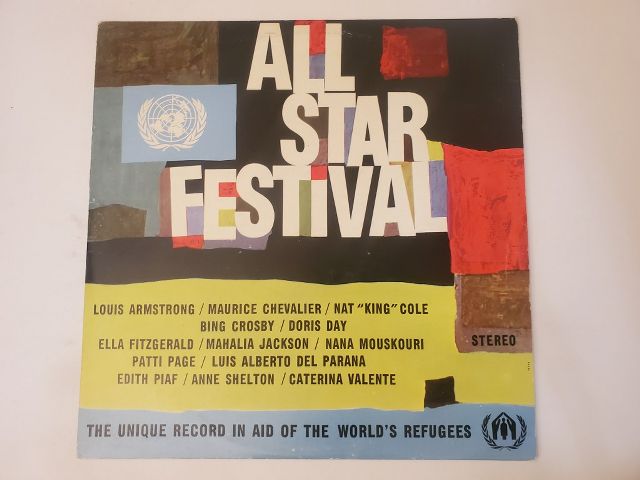 ALL
STAR
FESTiVAL
LOUIS ARMSTRONG / MAURICE CHEVALIER / NAT "KING" COLE
BING CROSBY / DORIS DAY
ELLA FITZGERALD / MAHALIA JACKSON / NANA MOUSKOURI
STEREO
PATTI PAGE / LUIS ALBERTO DEL PARANA
EDITH PIAF / ANNE SHELTON / CATERINA VALENTE
THE UNIQUE RECORD IN AID OF THE WORLD'S REFUGEES